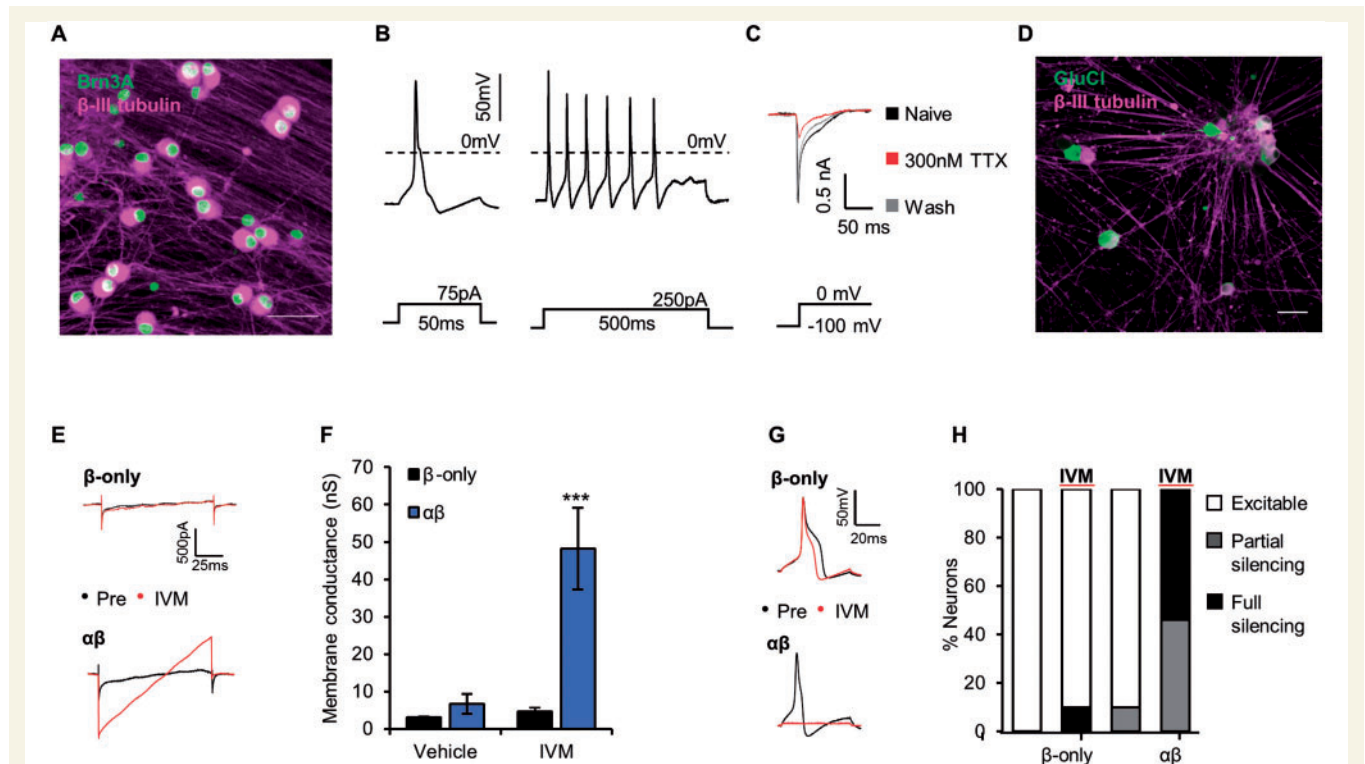 A
Brn3A
β-III tubulin
B
50mV
0mV
0mV
75pA
50ms
250pA
500ms
C
Naive
300nM TTX
Wash
0.5 nA
50 ms
0 mV
-100 mV
D
GluCl
β-III tubulin
E
β-only
500pA
25ms
Pre
IVM
αβ
F
Membrane conductance (nS)
70
60
50
40
30
20
10
0
β-only
αβ
***
Vehicle
IVM
G
β-only
50mV
20ms
Pre
IVM
αβ
H
% Neurons
100
80
60
40
20
0
IVM
IVM
β-only
αβ
Excitable
Partial
silencing
Full
silencing